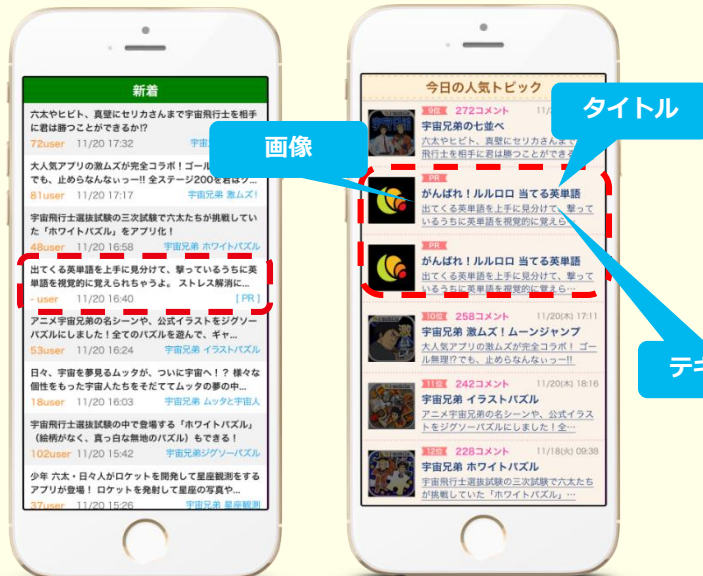 新着
六太やヒビト、真壁にセリカさんまで宇宙飛行士を相手
に君は勝つことができるか!?
72user 11/20 17:32
大人気アプリの激ムズが完全コラボ！ゴール
でも、止めらなんなぃっー!! 全ステージ200を君はク...
81user 11/20 17:17 宇宙兄弟 激ムズ!
宇宙飛行士選抜試験の三次試験で六太たちが挑戦してい
た「ホワイトパズル」をアプリ化！
48user 11/20 16:58 宇宙兄弟 ホワイトパズル
出てくる英単語を上手に見分けて、撃っているうちに英
単語を視覚的に覚えられちゃうよ。 ストレス解消に...
- user 11/20 16:40 [ PR ]
アニメ宇宙兄弟の名シーンや、公式イラストをジグソー
パズルにしました！全てのパズルを遊んで、ギャ...
53user 11/20 16:24 宇宙兄弟 イラストパズル
日々、宇宙を夢見るムッタが、ついに宇宙へ！? 様々な
個性をもった宇宙人たちをそだててムッタの夢の中...
18user 11/20 16:03 宇宙兄弟 ムッタと宇宙人
宇宙飛行士選抜試験の中で登場する「ホワイトパズル」
（絵柄がなく、真っ白な無地のパズル）もできる！
102user 11/20 15:42 宇宙兄弟ジグソーパズル
少年 六太・日々人がロケットを開発して星座観測をする
アプリが登場！ ロケットを発射して星座の写真や...
37user 11/20 15:26 宇宙兄弟 星座観測
画像
今日の人気トピック
9位 272コメント
宇宙兄弟の七並べ
六太やヒビト、真壁にセリカさんまで
飛行士を相手に君は勝つことができる
タイトル
PR
がんばれ！ルルロロ 当てる英単語
出てくる英単語を上手に見分けて、撃って
いるうちに英単語を視覚的に覚えら…
PR
がんばれ！ルルロロ 当てる英単語
出てくる英単語を上手に見分けて、撃って
いるうちに英単語を視覚的に覚えら…
10位 258コメント 11/20(木) 17:11
宇宙兄弟 激ムズ！ムーンジャンプ
大人気アプリの激ムズが完全コラボ！ ゴー
ル無理!?でも、止めらなんなぃっー!!
11位 242コメント 11/20(木) 18:16
宇宙兄弟 イラストパズル
アニメ宇宙兄弟の名シーンや、公式イラス
トをジグソーパズルにしました！全…
12位 228コメント 11/18(火) 09:38
宇宙兄弟 ホワイトパズル
宇宙飛行士選抜試験の三次試験で六太たち
が挑戦していた「ホワイトパズル」…